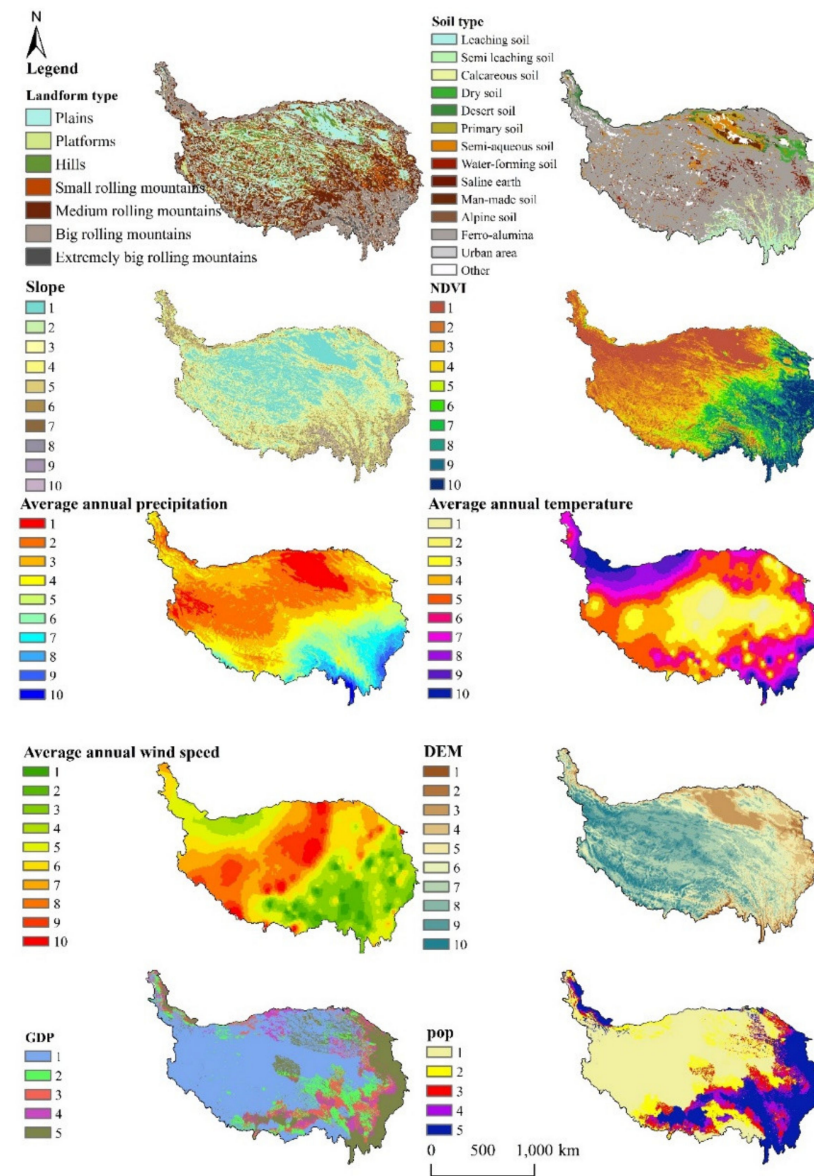 N
Legend
Landform type
Plains
Platforms
Hills
Small rolling mountains
Medium rolling mountains
Big rolling mountains
Extremely big rolling mountains
Soil type
Leaching soil
Semi leaching soil
Calcareous soil
Dry soil
Desert soil
Primary soil
Semi-aqueous soil
Water-forming soil
Saline earth
Man-made soil
Alpine soil
Ferro-alumina
Urban area
Other
Slope
1
2
3
4
5
6
7
8
9
10
NDVI
1
2
3
4
5
6
7
8
9
10
Average annual precipitation
1
2
3
4
5
6
7
8
9
10
Average annual temperature
1
2
3
4
5
6
7
8
9
10
Average annual wind speed
1
2
3
4
5
6
7
8
9
10
DEM
1
2
3
4
5
6
7
8
9
10
GDP
1
2
3
4
5
pop
1
2
3
4
5
0 500 1,000 km